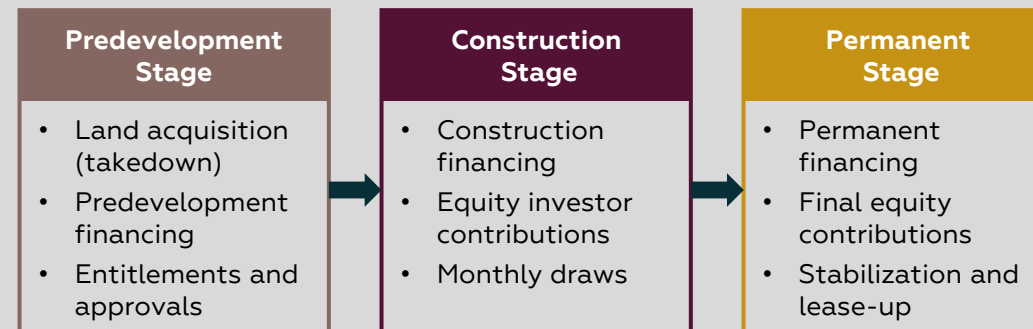 Predevelopment
Stage
• Land acquisition
(takedown)
• Predevelopment
financing
• Entitlements and
approvals
Construction
Stage
• Construction
financing
• Equity investor
contributions
• Monthly draws
Permanent
Stage
• Permanent
financing
• Final equity
contributions
• Stabilization and
lease-up